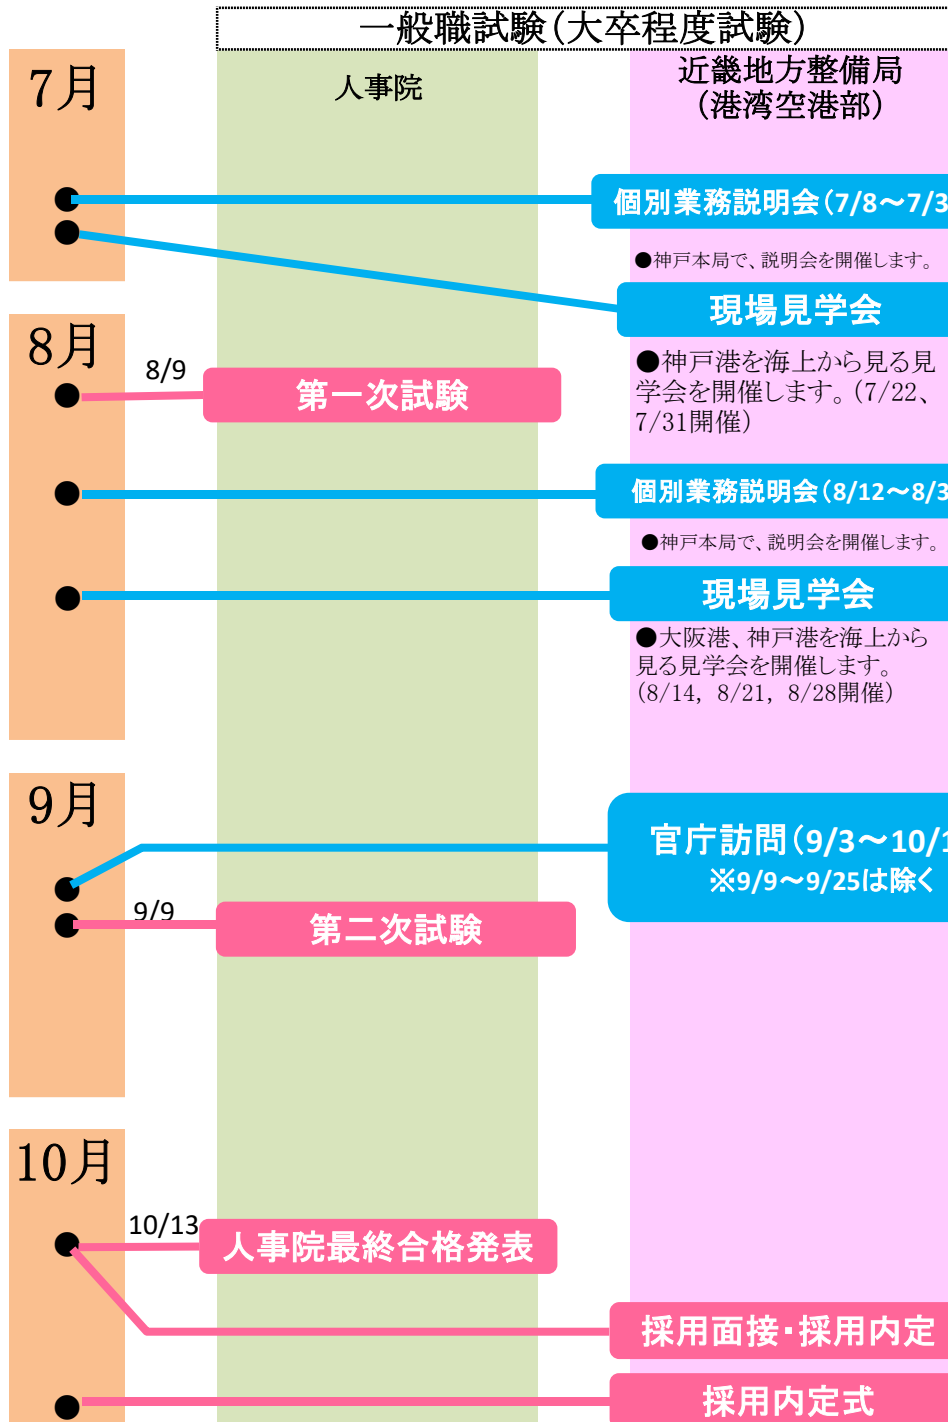 一般職試験(大卒程度試験)
人事院
近畿地方整備局
(港湾空港部)
7月
個別業務説明会(7/8～7/3
●神戸本局で、説明会を開催します。
現場見学会
●神戸港を海上から見る見
学会を開催します。(7/22、
7/31開催)
8月
8/9
第一次試験
個別業務説明会(8/12～8/3
●神戸本局で、説明会を開催します。
現場見学会
●大阪港、神戸港を海上から
見る見学会を開催します。
(8/14, 8/21, 8/28開催)
9月
官庁訪問(9/3～10/1
※9/9～9/25は除く
9/9
第二次試験
10月
10/13
人事院最終合格発表
採用面接・採用内定
採用内定式